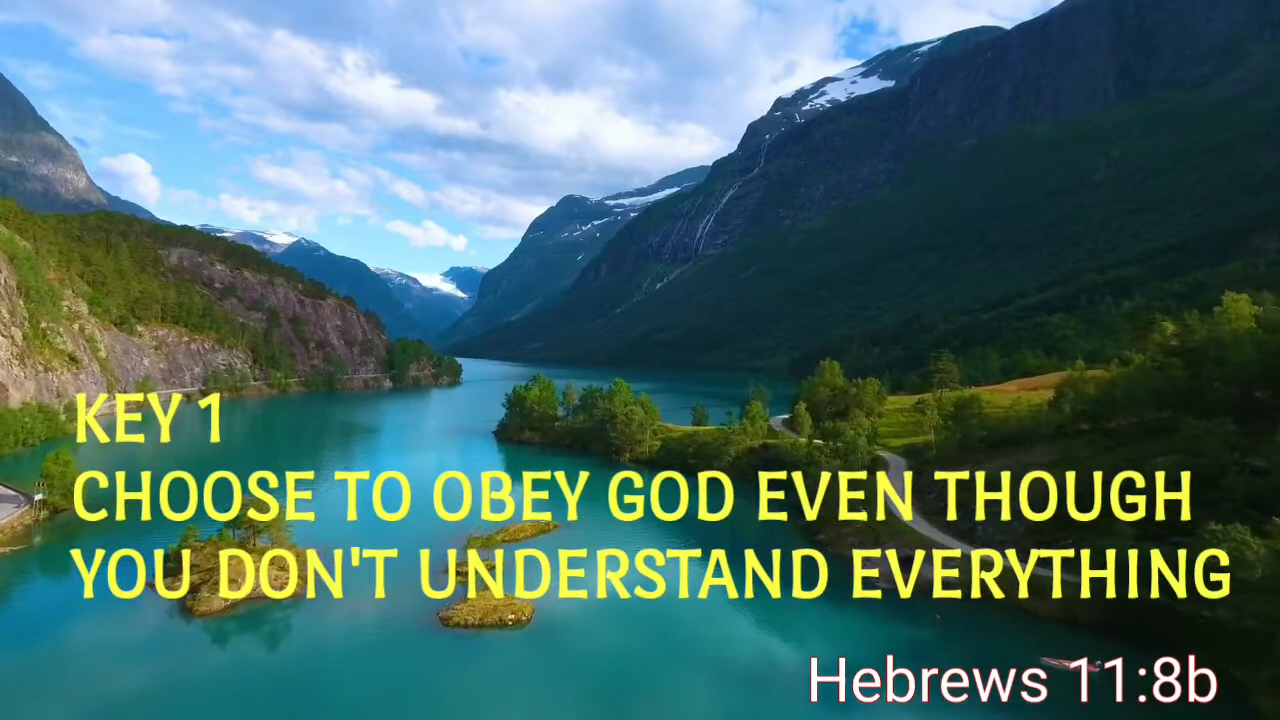 KEY 1
CHOOSE TO OBEY GOD EVEN THOUGH
YOU DON'T UNDERSTAND EVERYTHING
Hebrews 11:8b